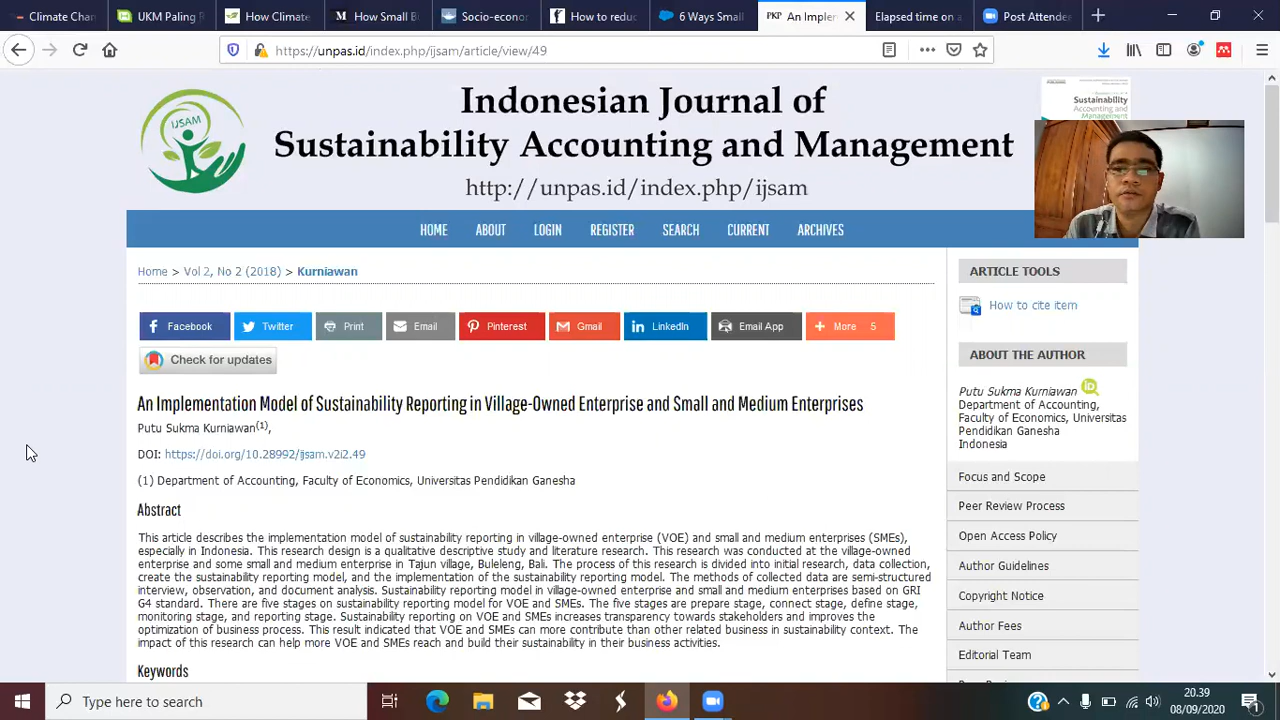 Climate Chan
UKM Paling R
How Climate
How Small B
Socio-econo
How to redu
6 Ways Small
PKP An Implem
Elapsed time on a
Post Attendee
https://unpas.id/index.php/ijsam/article/view/49
IJSAM
Indonesian Journal of
Sustainability Accounting and Management
http://unpas.id/index.php/ijsam
Sustainability
Accounting and
Management
HOME ABOUT LOGIN REGISTER SEARCH CURRENT ARCHIVES
Home > Vol 2, No 2 (2018) > Kurniawan
Facebook Twitter Print Email Pinterest Gmail LinkedIn Email App More 5
Check for updates
An Implementation Model of Sustainability Reporting in Village-Owned Enterprise and Small and Medium Enterprises
Putu Sukma Kurniawan(1),
DOI: https://doi.org/10.28992/ijsam.v2i2.49
(1) Department of Accounting, Faculty of Economics, Universitas Pendidikan Ganesha
Abstract
This article describes the implementation model of sustainability reporting in village-owned enterprise (VOE) and small and medium enterprises (SMEs),
especially in Indonesia. This research design is a qualitative descriptive study and literature research. This research was conducted at the village-owned
enterprise and some small and medium enterprise in Tajun village, Buleleng, Bali. The process of this research is divided into initial research, data collection,
create the sustainability reporting model, and the implementation of the sustainability reporting model. The methods of collected data are semi-structured
interview, observation, and document analysis. Sustainability reporting model in village-owned enterprise and small and medium enterprises based on GRI
G4 standard. There are five stages on sustainability reporting model for VOE and SMEs. The five stages are prepare stage, connect stage, define stage,
monitoring stage, and reporting stage. Sustainability reporting on VOE and SMEs increases transparency towards stakeholders and improves the
optimization of business process. This result indicated that VOE and SMEs can more contribute than other related business in sustainability context. The
impact of this research can help more VOE and SMEs reach and build their sustainability in their business activities.
Keywords
ARTICLE TOOLS
How to cite item
ABOUT THE AUTHOR
Putu Sukma Kurniawan iD
Department of Accounting,
Faculty of Economics, Universitas
Pendidikan Ganesha
Indonesia
Focus and Scope
Peer Review Process
Open Access Policy
Author Guidelines
Copyright Notice
Author Fees
Editorial Team
Type here to search
20.39
08/09/2020
1